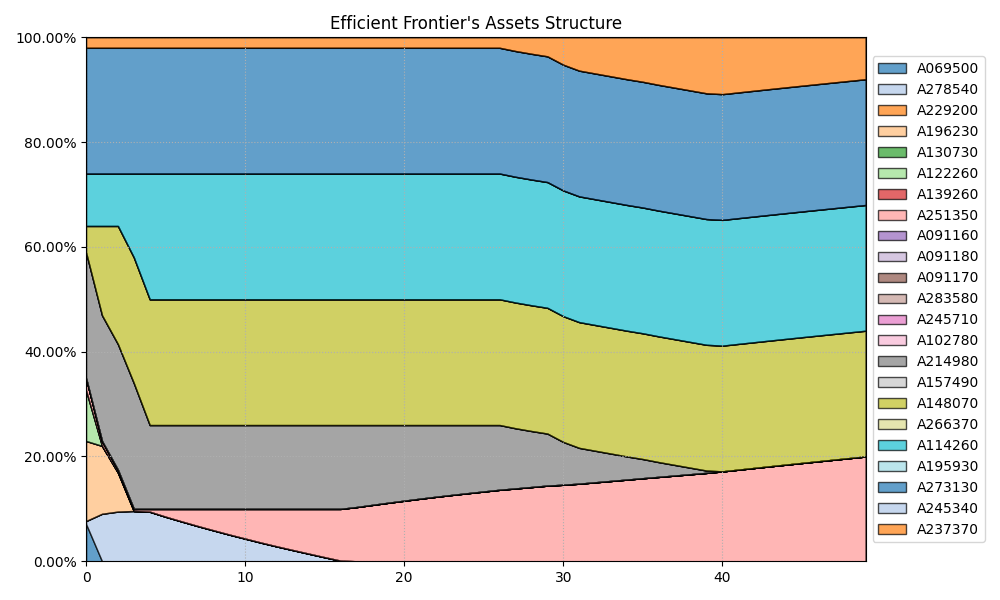 Efficient Frontier's Assets Structure
100.00%
80.00%
60.00%
40.00%
20.00%
0.00%
0
10
20
30
40
A069500
A278540
A229200
A196230
A130730
A122260
A139260
A251350
A091160
A091180
A091170
A283580
A245710
A102780
A214980
A157490
A148070
A266370
A114260
A195930
A273130
A245340
A237370